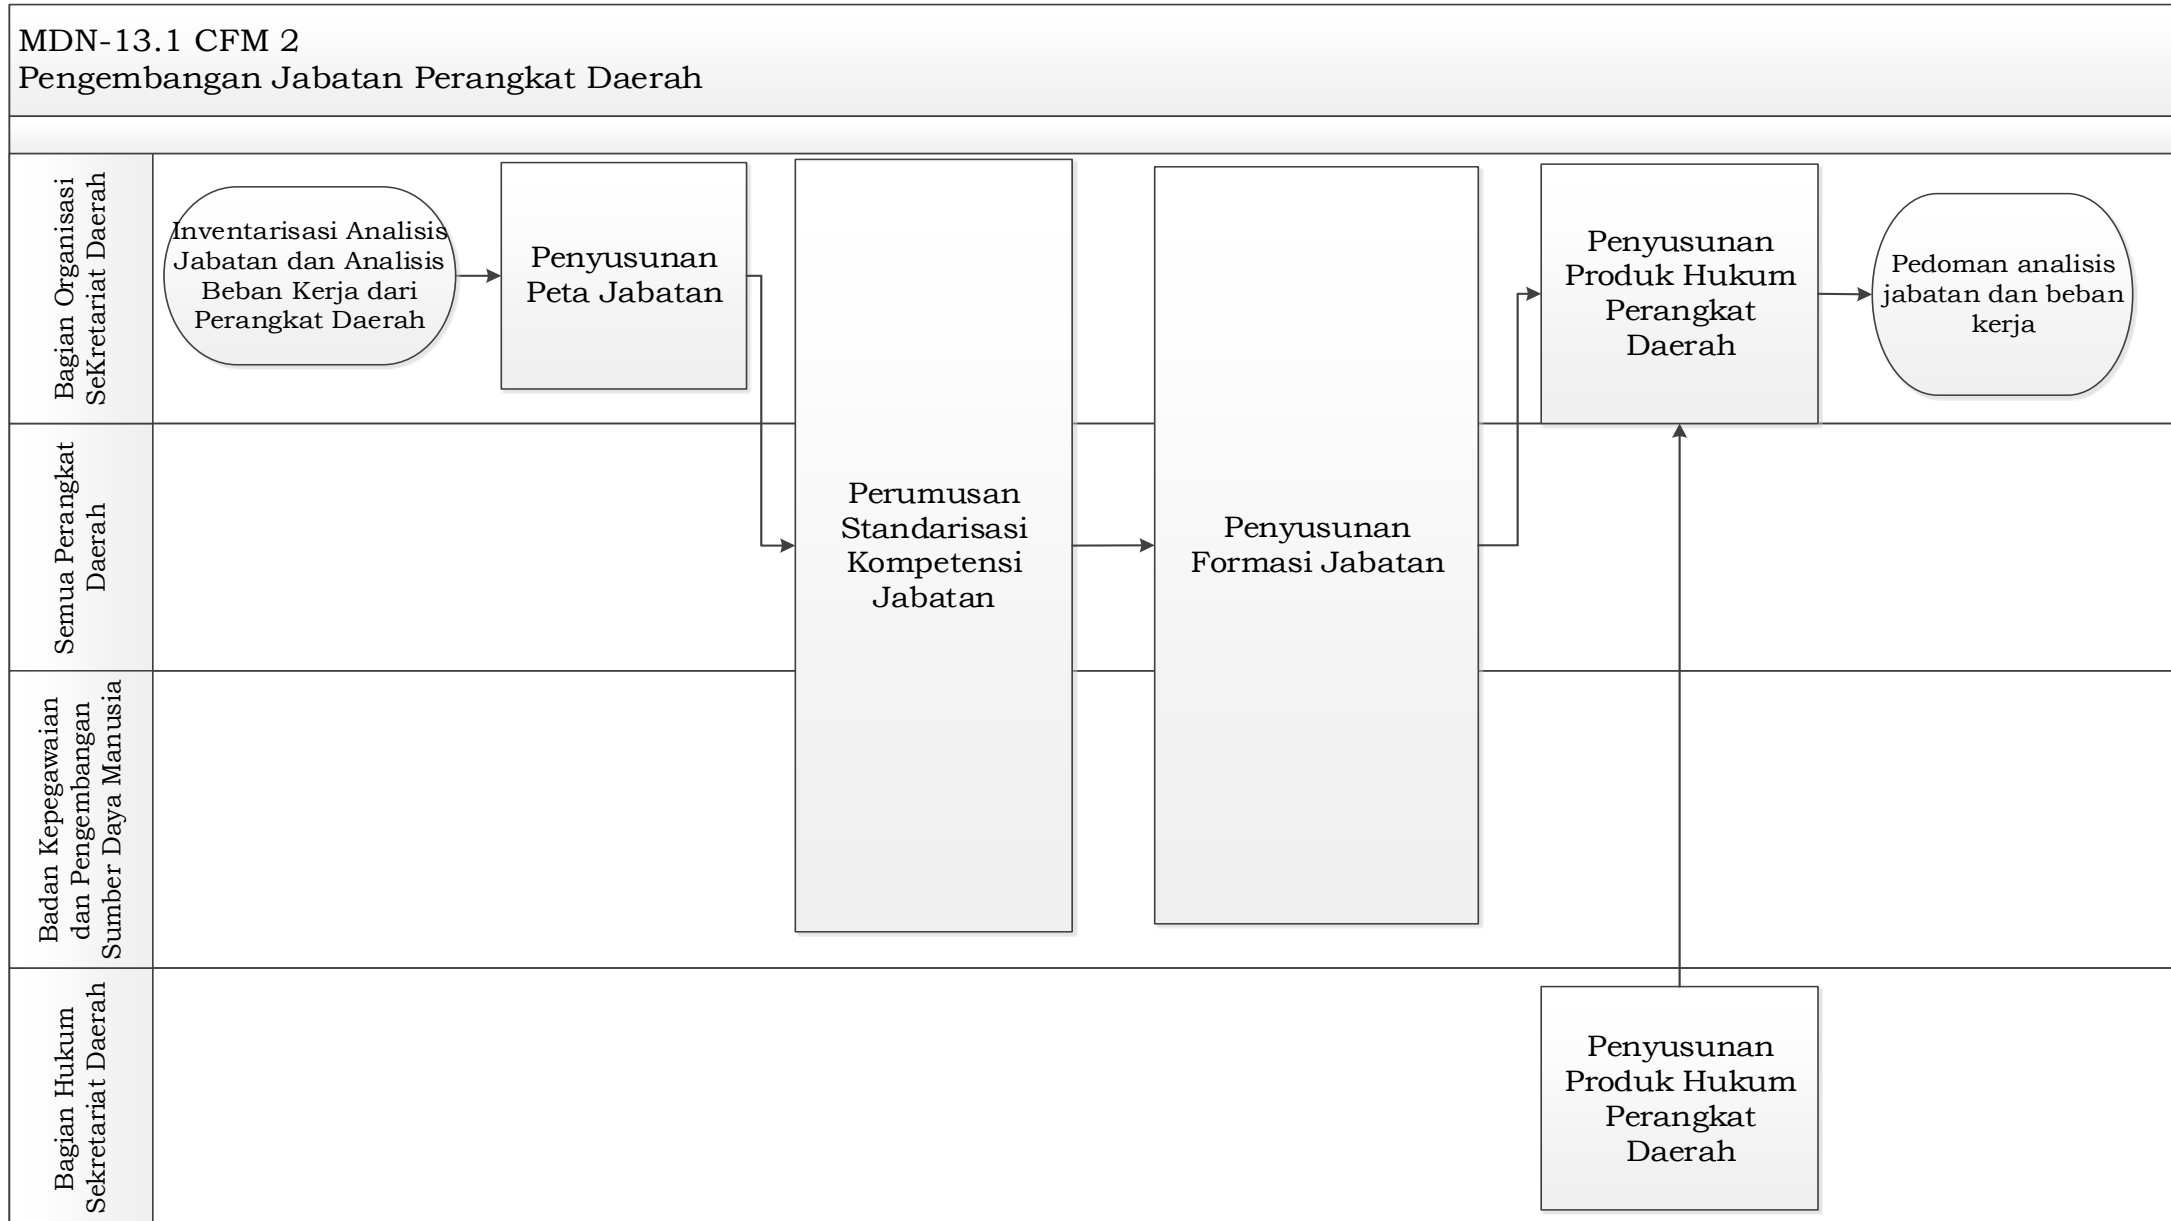 MDN-13.1 CFM 2
Pengembangan Jabatan Perangkat Daerah
Bagian Organisasi
SeKretariat Daerah
Inventarisasi Analisis
Jabatan dan Analisis
Beban Kerja dari
Perangkat Daerah
Penyusunan
Peta Jabatan
Perumusan
Standarisasi
Kompetensi
Jabatan
Penyusunan
Formasi Jabatan
Penyusunan
Produk Hukum
Perangkat
Daerah
Pedoman analisis
jabatan dan beban
kerja
Semua Perangkat
Daerah
Badan Kepegawaian
dan Pengembangan
Sumber Daya Manusia
Bagian Hukum
Sekretariat Daerah
Penyusunan
Produk Hukum
Perangkat
Daerah